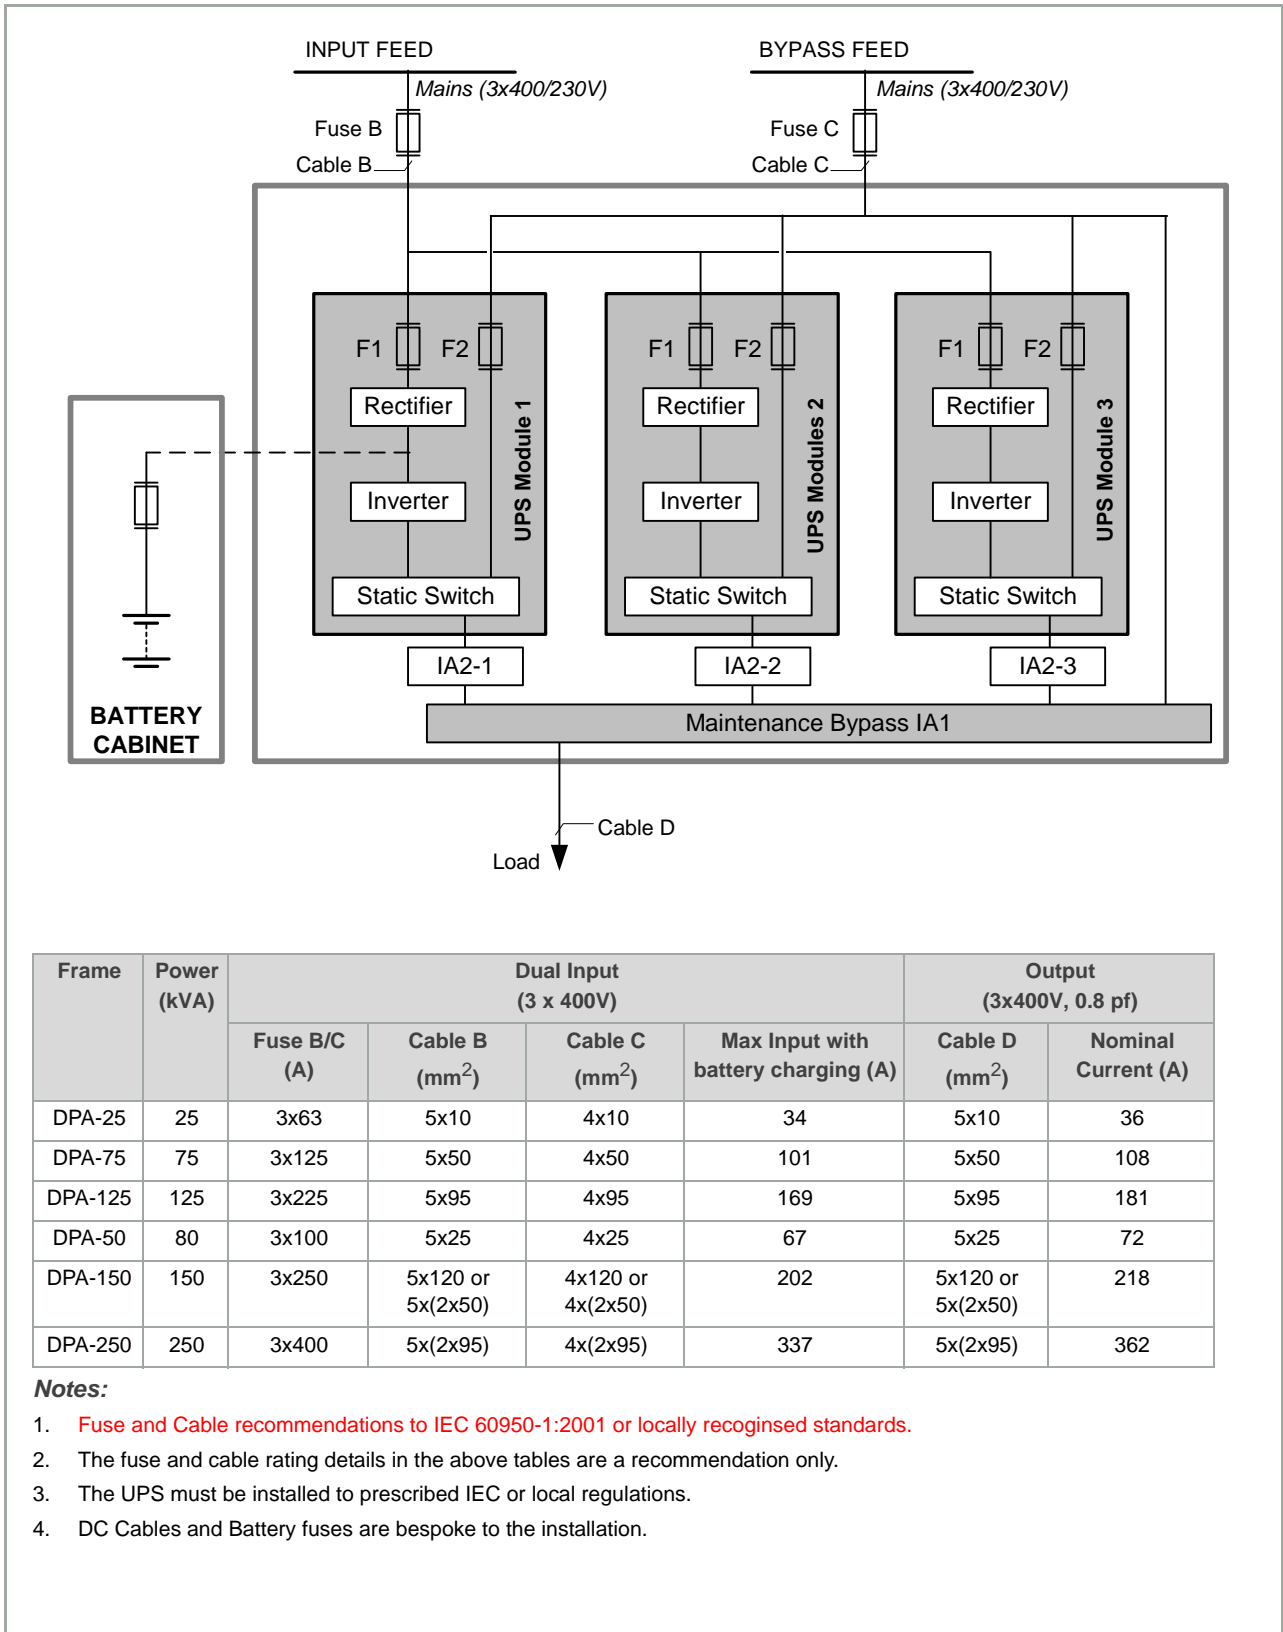 INPUT FEED
BYPASS FEED
Mains (3x400/230V)
Mains (3x400/230V)
Fuse B
Fuse C
Cable B
Cable C
F1 F2
F1 F2
F1 F2
Rectifier
Rectifier
Rectifier
UPS Module 1
UPS Modules 2
UPS Module 3
Inverter
Inverter
Inverter
Static Switch
Static Switch
Static Switch
IA2-1
IA2-2
IA2-3
BATTERY
CABINET
Maintenance Bypass IA1
Cable D
Load
Frame Power (kVA) Dual Input (3 x 400V) Output (3x400V, 0.8 pf)
Fuse B/C (A) Cable B (mm2) Cable C (mm2) Max Input with battery charging (A) Cable D (mm2) Nominal Current (A)
DPA-25 25 3x63 5x10 4x10 34 5x10 36
DPA-75 75 3x125 5x50 4x50 101 5x50 108
DPA-125 125 3x225 5x95 4x95 169 5x95 181
DPA-50 80 3x100 5x25 4x25 67 5x25 72
DPA-150 150 3x250 5x120 or 5x(2x50) 4x120 or 4x(2x50) 202 5x120 or 5x(2x50) 218
DPA-250 250 3x400 5x(2x95) 4x(2x95) 337 5x(2x95) 362
Notes:
1. Fuse and Cable recommendations to IEC 60950-1:2001 or locally recoginsed standards.
2. The fuse and cable rating details in the above tables are a recommendation only.
3. The UPS must be installed to prescribed IEC or local regulations.
4. DC Cables and Battery fuses are bespoke to the installation.